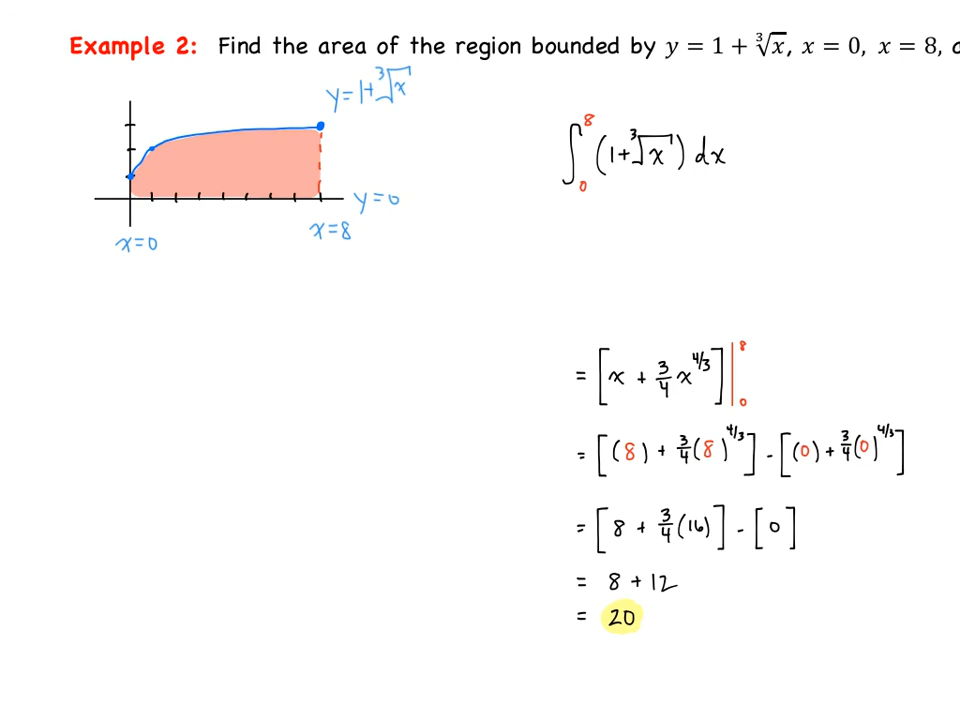 Example 2: Find the area of the region bounded by y = 1 + ∛x, x = 0, x = 8,
y=1+∛x
y=0
x=8
x=0
∫₀⁸ (1+∛x) dx
= [x + 3/4 x^(4/3)] |₀⁸
= [(8) + 3/4(8)^(4/3)] - [(0) + 3/4(0)^(4/3)]
= [8 + 3/4(16)] - [0]
= 8 + 12
= 20